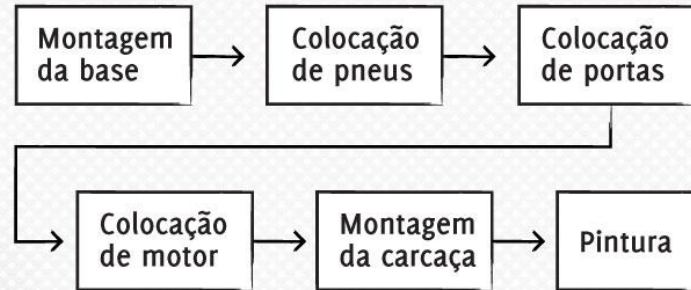 Montagem
da base
Colocação
de pneus
Colocação
de portas
Colocação
de motor
Montagem
da carcaça
Pintura